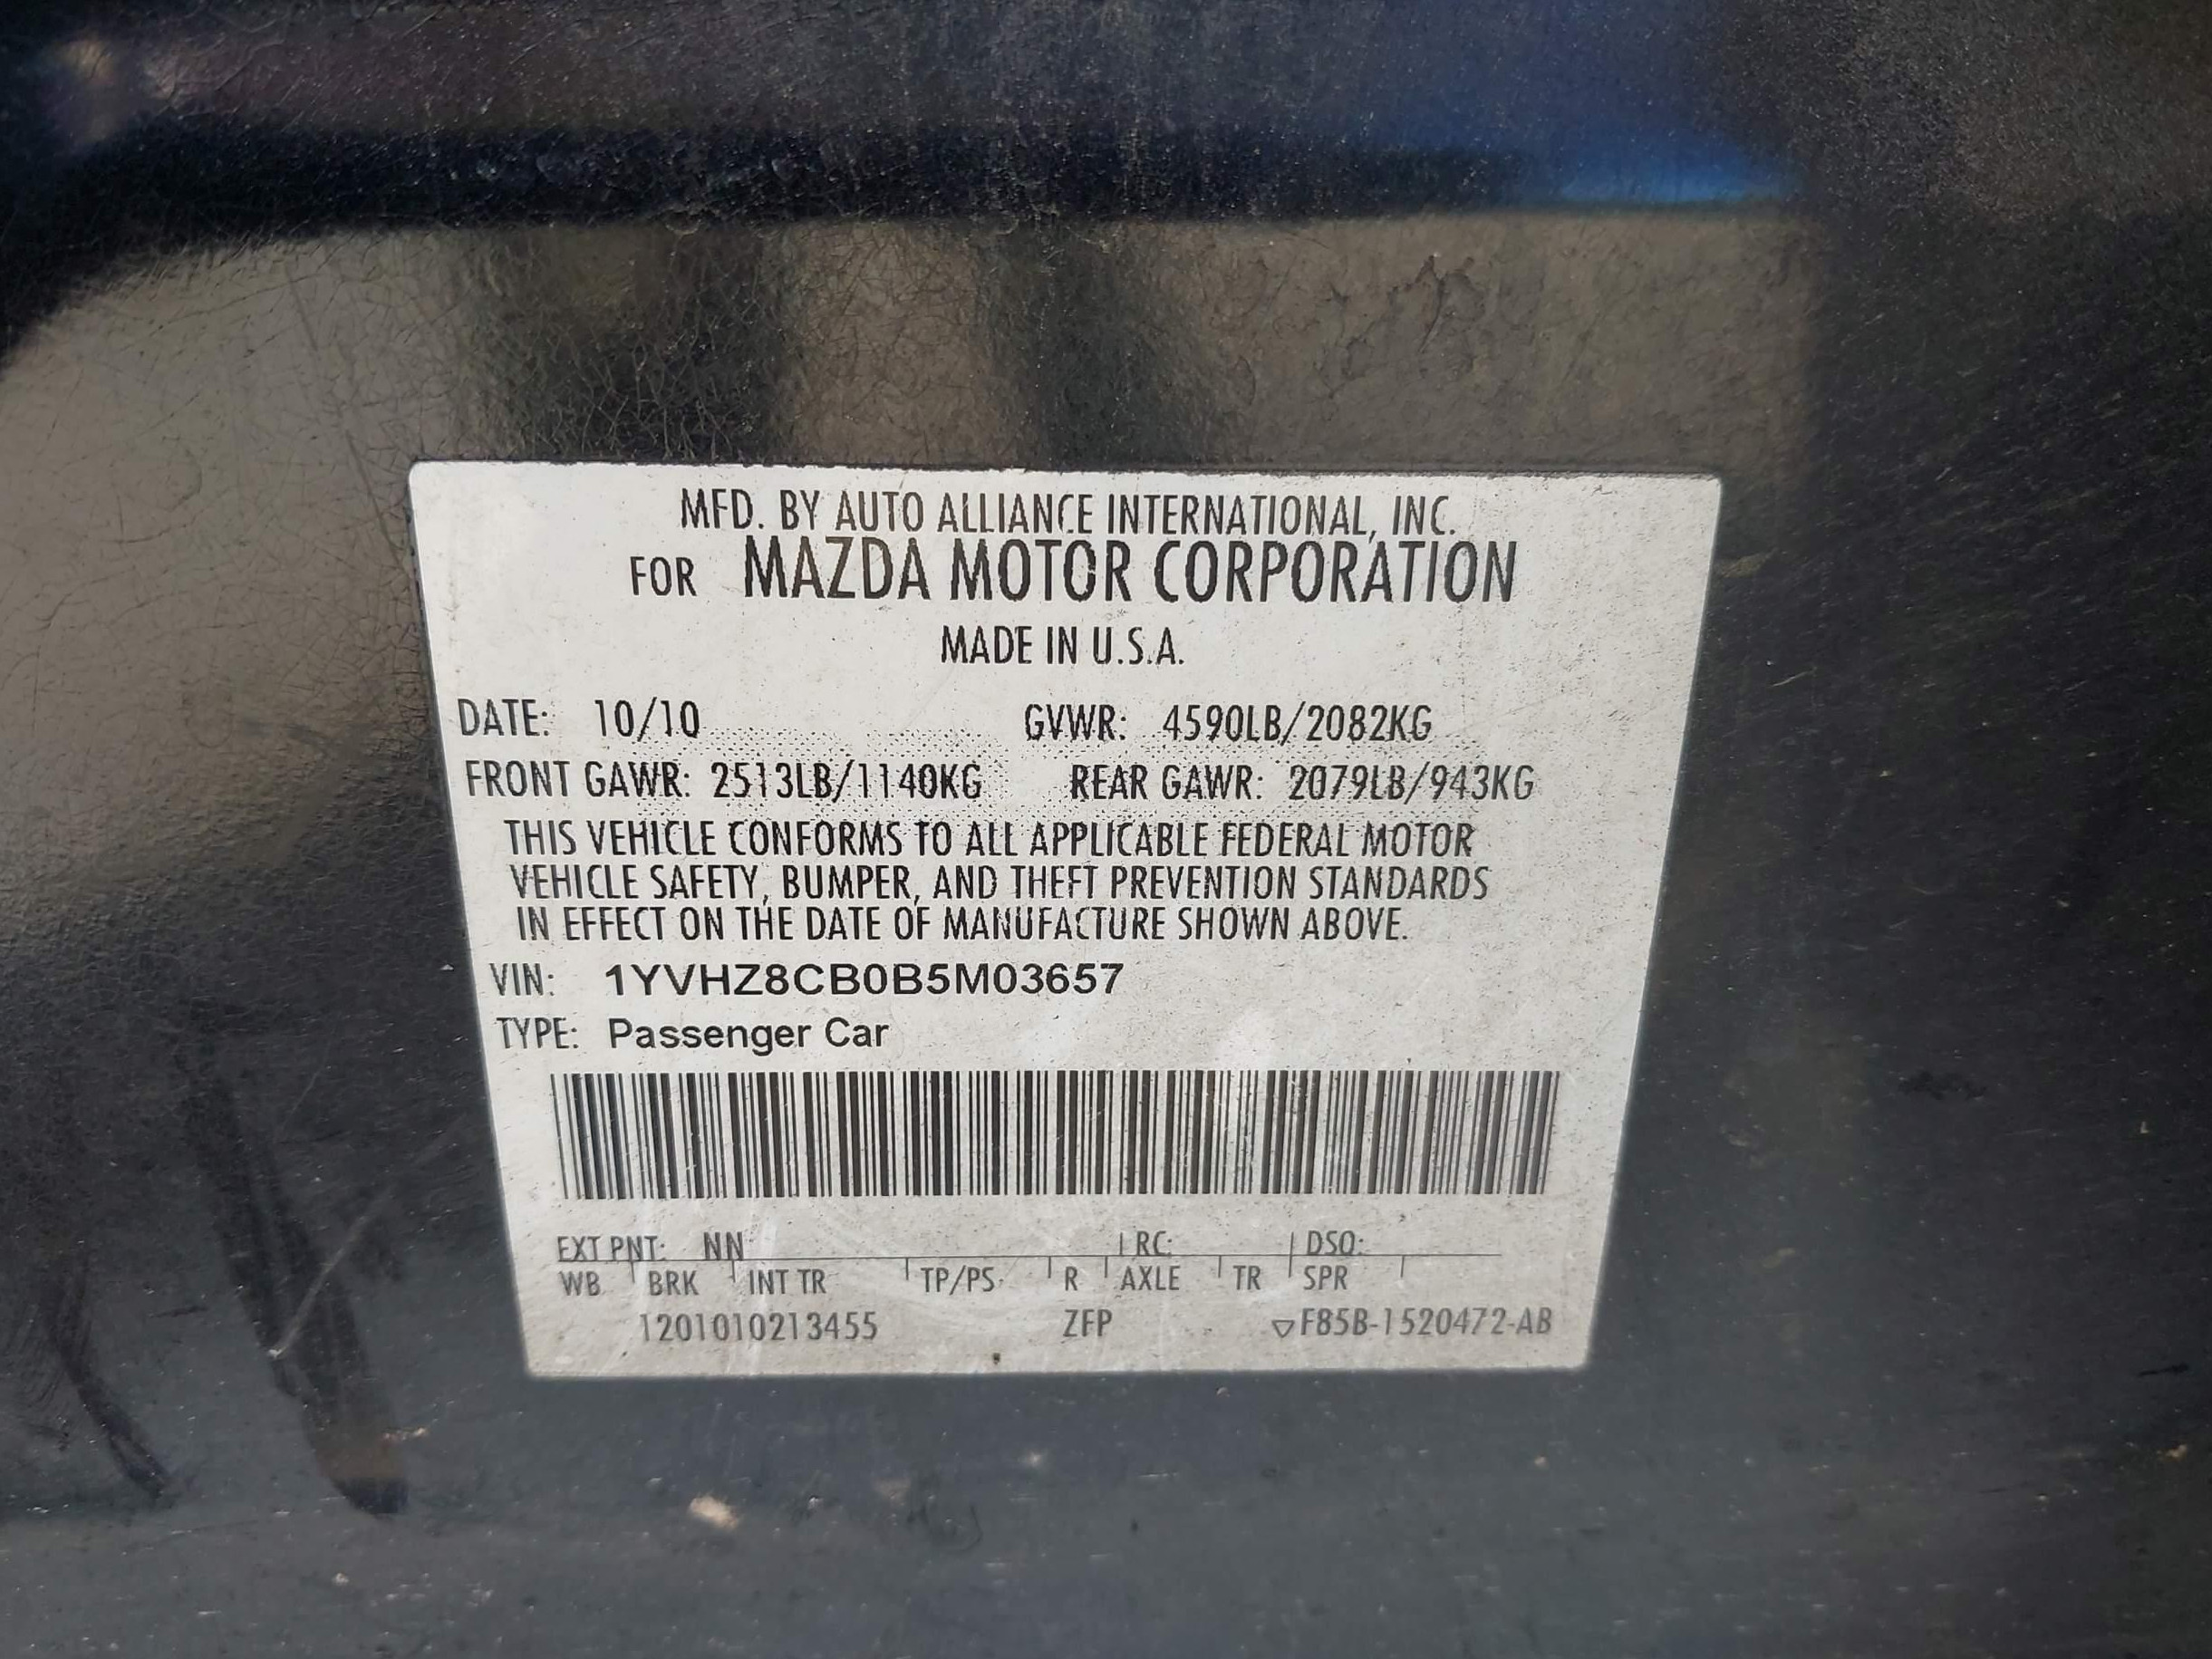 MFD. BY AUTO ALLIANCE INTERNATIONAL, INC.
FOR MAZDA MOTOR CORPORATION
MADE IN U.S.A.
DATE: 10/10 GVWR: 4590LB/2082KG
FRONT GAWR: 2513LB/1140KG REAR GAWR: 2079LB/943KG
THIS VEHICLE CONFORMS TO ALL APPLICABLE FEDERAL MOTOR
VEHICLE SAFETY, BUMPER, AND THEFT PREVENTION STANDARDS
IN EFFECT ON THE DATE OF MANUFACTURE SHOWN ABOVE.
VIN: 1YVHZ8CB0B5M03657
TYPE: Passenger Car
EXT PNT: NN RC: DSO:
WB BRK INT TR TP/PS R AXLE TR SPR
1201010213455 ZFP ▽F85B-1520472-AB